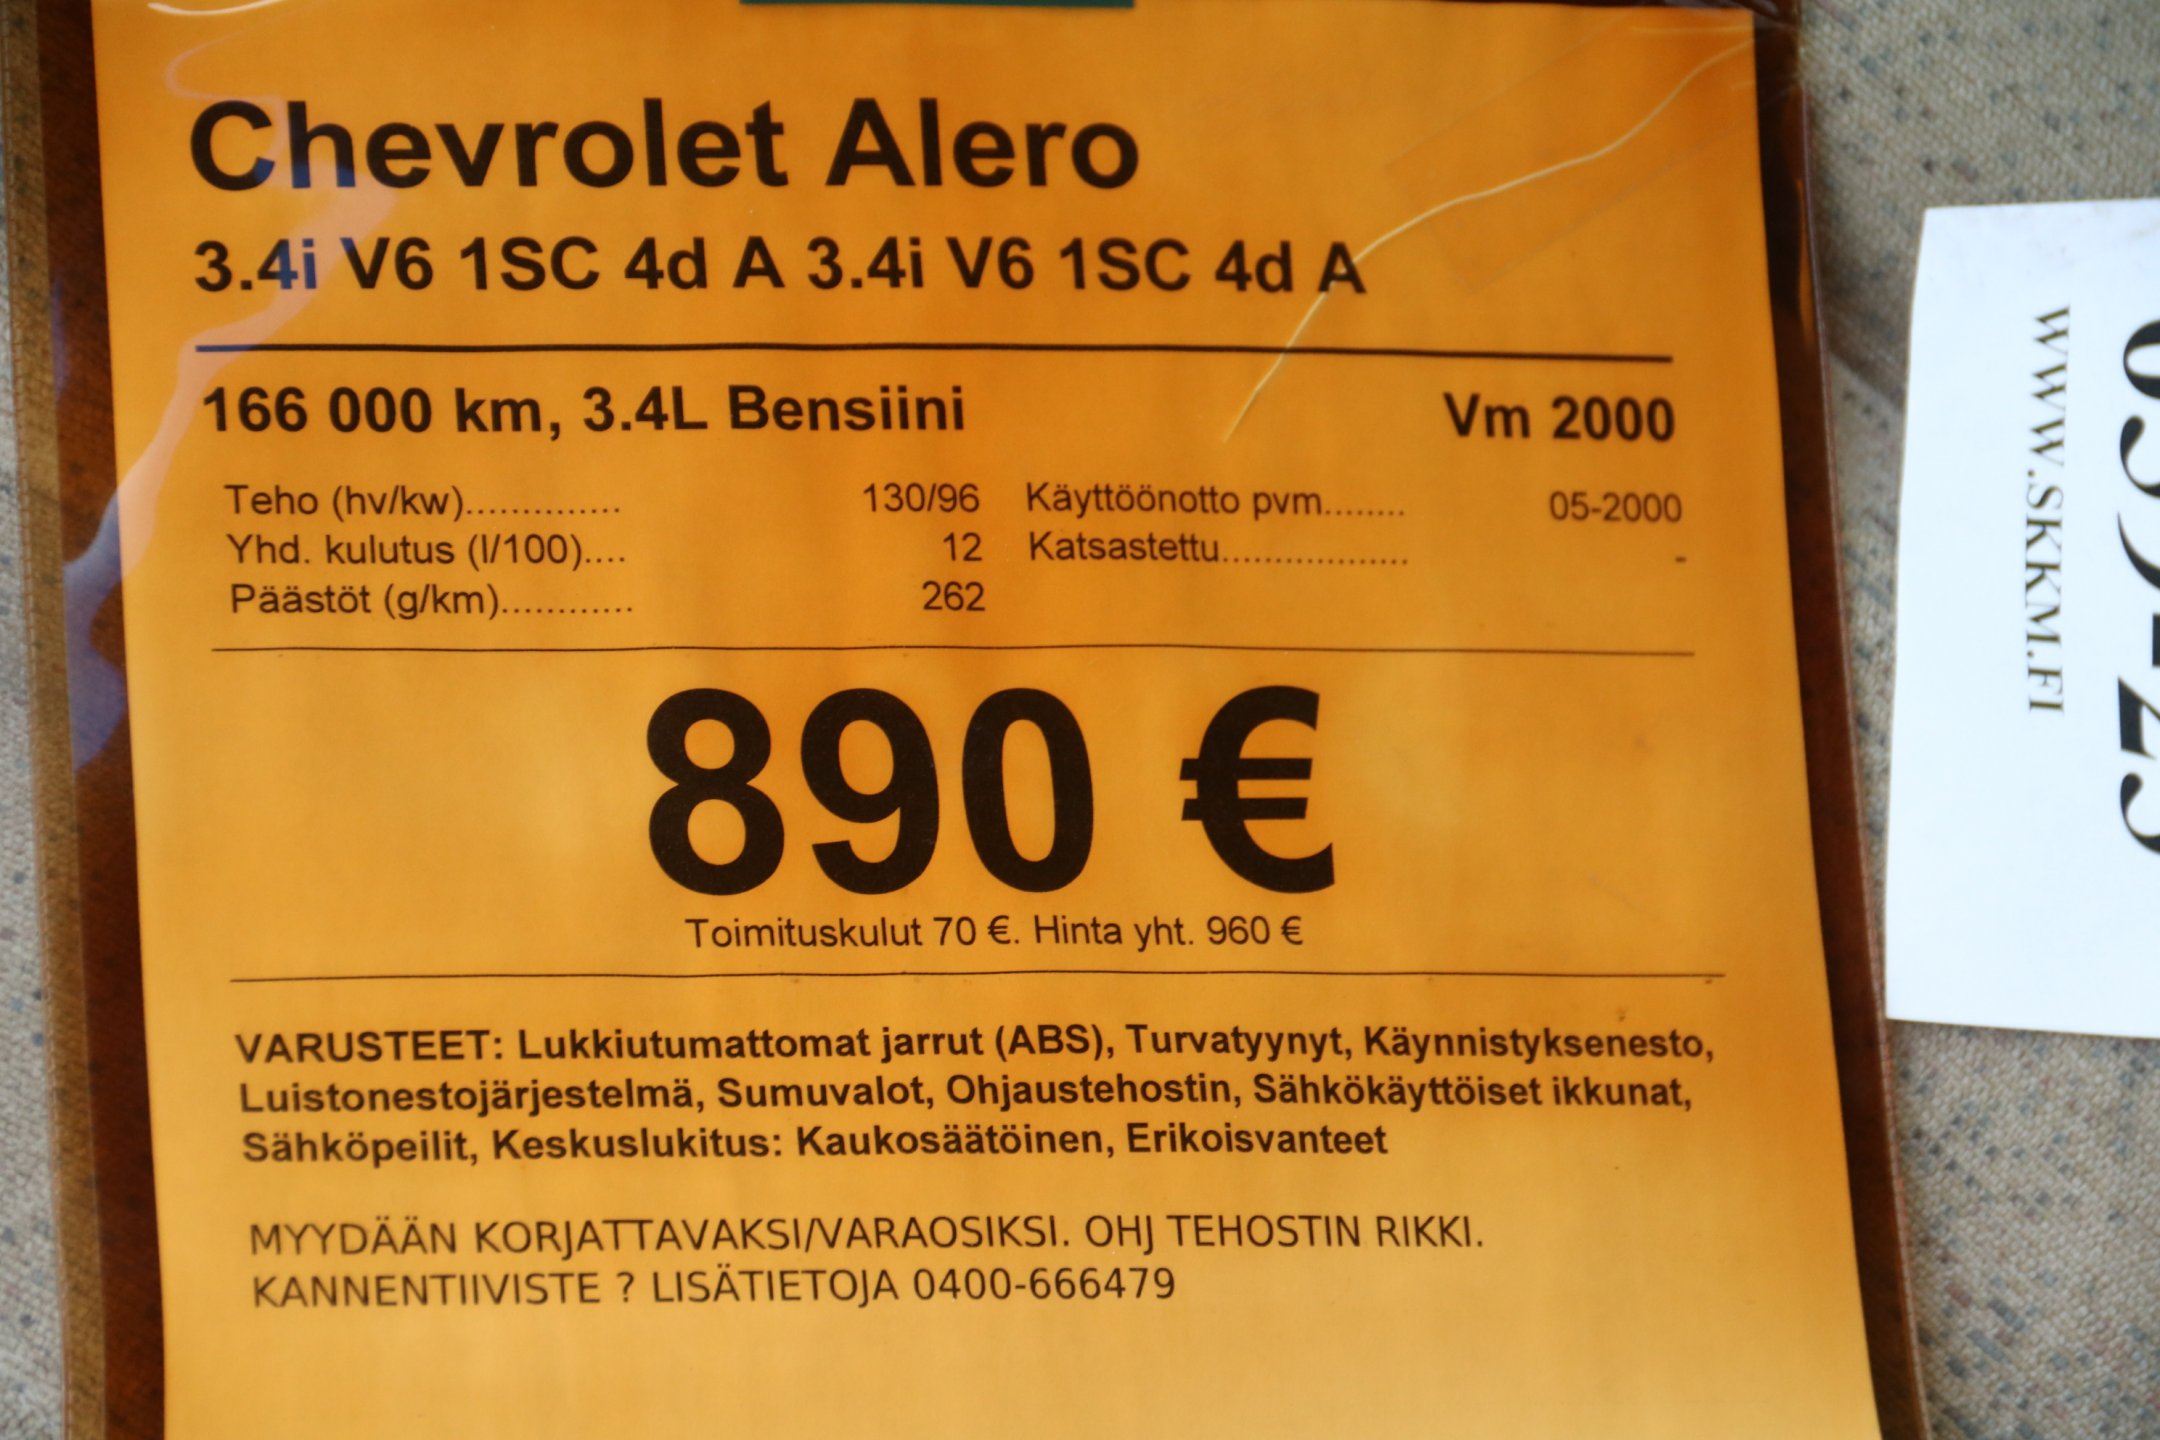 Chevrolet Alero
3.4i V6 1SC 4d A 3.4i V6 1SC 4d A
166 000 km, 3.4L Bensiini Vm 2000
Teho (hv/kw).............. 130/96 Käyttöönotto pvm........ 05-2000
Yhd. kulutus (l/100).... 12 Katsastettu.................. -
Päästöt (g/km)............ 262
890 €
Toimituskulut 70 €. Hinta yht. 960 €
VARUSTEET: Lukkiutumattomat jarrut (ABS), Turvatyynyt, Käynnistyksenesto,
Luistonestojärjestelmä, Sumuvalot, Ohjaustehostin, Sähkökäyttöiset ikkunat,
Sähköpeilit, Keskuslukitus: Kaukosäätöinen, Erikoisvanteet
MYYDÄÄN KORJATTAVAKSI/VARAOSIKSI. OHJ TEHOSTIN RIKKI.
KANNENTIIVISTE ? LISÄTIETOJA 0400-666479
WWW.SKKM.FI